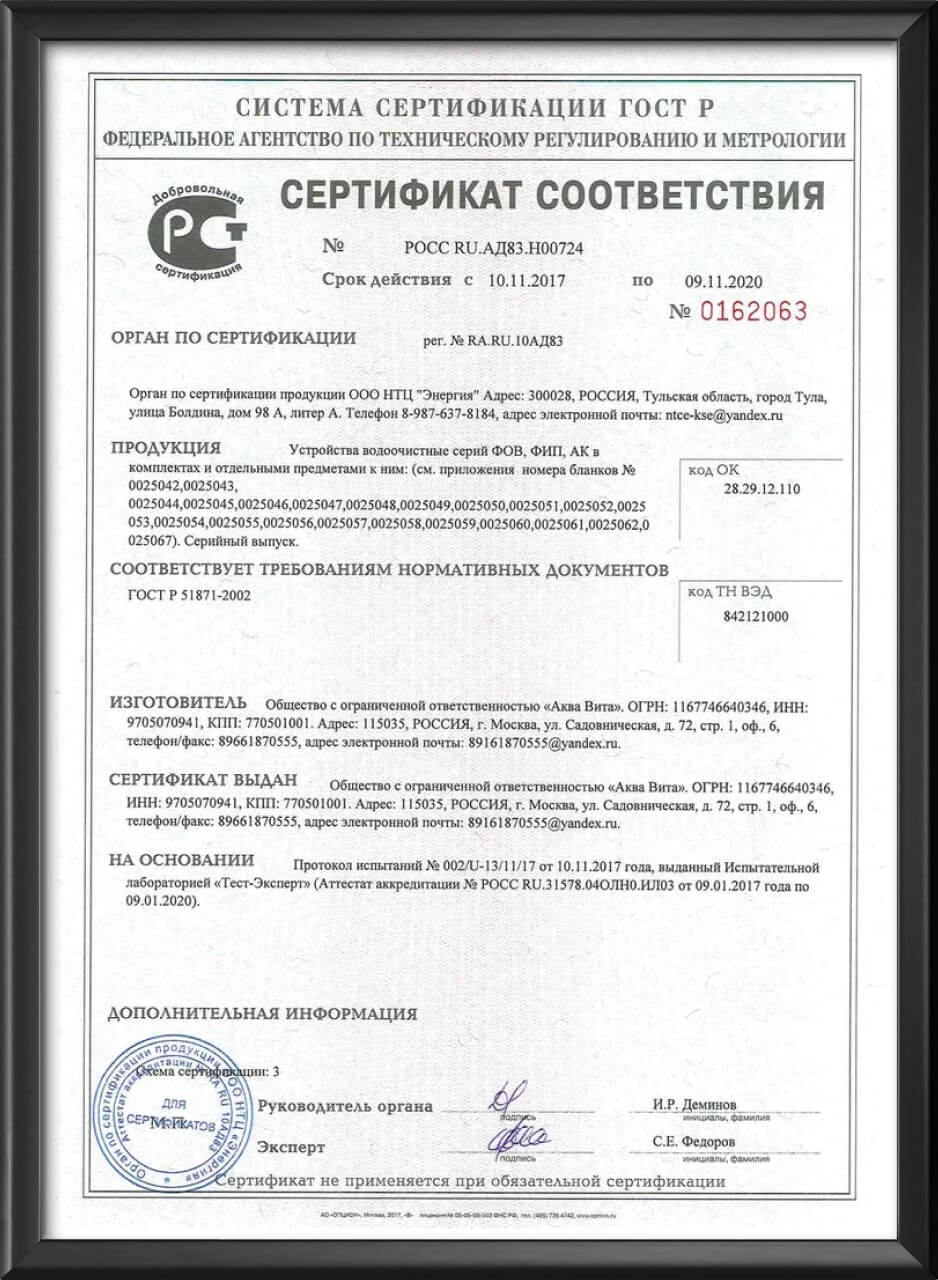 СИСТЕМА СЕРТИФИКАЦИИ ГОСТ Р
ФЕДЕРАЛЬНОЕ АГЕНТСТВО ПО ТЕХНИЧЕСКОМУ РЕГУЛИРОВАНИЮ И МЕТРОЛОГИИ
Добровольная
РСТ
сертификация
СЕРТИФИКАТ СООТВЕТСТВИЯ
№ РОСС RU.АД83.Н00724
Срок действия с 10.11.2017 по 09.11.2020
№ 0162063
ОРГАН ПО СЕРТИФИКАЦИИ рег. № RA.RU.10АД83
Орган по сертификации продукции ООО НТЦ "Энергия" Адрес: 300028, РОССИЯ, Тульская область, город Тула,
улица Болдина, дом 98 А, литер А. Телефон 8-987-637-8184, адрес электронной почты: ntce-kse@yandex.ru
ПРОДУКЦИЯ Устройства водоочистные серий ФОВ, ФИП, АК в
комплектах и отдельными предметами к ним: (см. приложения номера бланков №
0025042,0025043,
0025044,0025045,0025046,0025047,0025048,0025049,0025050,0025051,0025052,0025
053,0025054,0025055,0025056,0025057,0025058,0025059,0025060,0025061,0025062,0
025067). Серийный выпуск.
код ОК
28.29.12.110
СООТВЕТСТВУЕТ ТРЕБОВАНИЯМ НОРМАТИВНЫХ ДОКУМЕНТОВ
ГОСТ Р 51871-2002
код ТН ВЭД
842121000
ИЗГОТОВИТЕЛЬ Общество с ограниченной ответственностью «Аква Вита». ОГРН: 1167746640346, ИНН:
9705070941, КПП: 770501001. Адрес: 115035, РОССИЯ, г. Москва, ул. Садовническая, д. 72, стр. 1, оф., 6,
телефон/факс: 89661870555, адрес электронной почты: 89161870555@yandex.ru.
СЕРТИФИКАТ ВЫДАН Общество с ограниченной ответственностью «Аква Вита». ОГРН: 1167746640346,
ИНН: 9705070941, КПП: 770501001. Адрес: 115035, РОССИЯ, г. Москва, ул. Садовническая, д. 72, стр. 1, оф., 6,
телефон/факс: 89661870555, адрес электронной почты: 89161870555@yandex.ru.
НА ОСНОВАНИИ Протокол испытаний № 002/U-13/11/17 от 10.11.2017 года, выданный Испытательной
лабораторией «Тест-Эксперт» (Аттестат аккредитации № РОСС RU.31578.04ОЛН0.ИЛ03 от 09.01.2017 года по
09.01.2020).
ДОПОЛНИТЕЛЬНАЯ ИНФОРМАЦИЯ
Схема сертификации: 3
Орган по сертификации продукции ООО НТЦ «Энергия»
ДЛЯ
СЕРТИФИКАТОВ
М.П.
Руководитель органа И.Р. Деминов
подпись инициалы, фамилия
Эксперт С.Е. Федоров
подпись инициалы, фамилия
Сертификат не применяется при обязательной сертификации